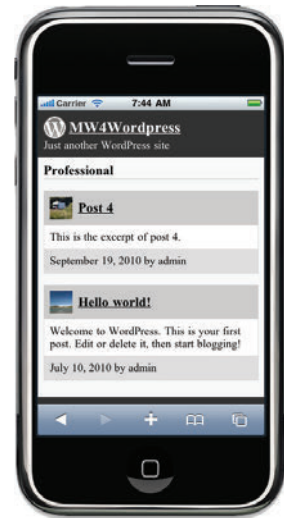 Carrier 7:44 AM
MW4Wordpress
Just another WordPress site
Professional
Post 4
This is the excerpt of post 4.
September 19, 2010 by admin
Hello world!
Welcome to WordPress. This is your first
post. Edit or delete it, then start blogging!
July 10, 2010 by admin